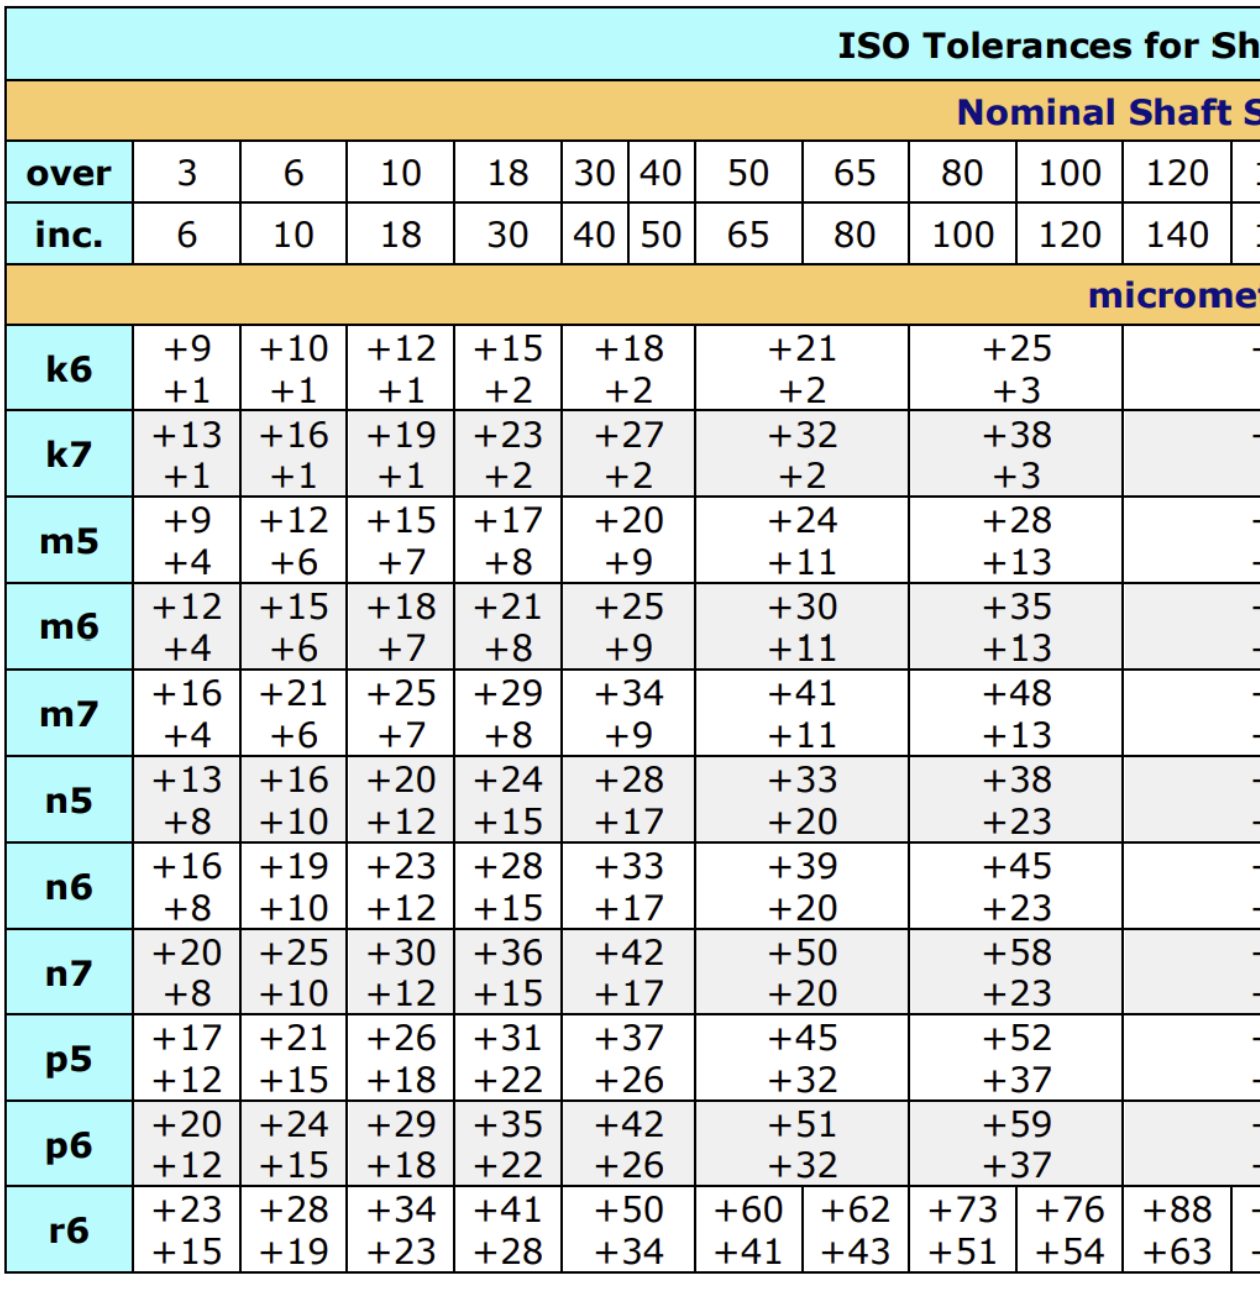 ISO Tolerances for Sh
Nominal Shaft S
over 3 6 10 18 30 40 50 65 80 100 120
inc. 6 10 18 30 40 50 65 80 100 120 140
micromet
k6 +9 +10 +12 +15 +18 +21 +25
+1 +1 +1 +2 +2 +2 +3
k7 +13 +16 +19 +23 +27 +32 +38
+1 +1 +1 +2 +2 +2 +3
m5 +9 +12 +15 +17 +20 +24 +28
+4 +6 +7 +8 +9 +11 +13
m6 +12 +15 +18 +21 +25 +30 +35
+4 +6 +7 +8 +9 +11 +13
m7 +16 +21 +25 +29 +34 +41 +48
+4 +6 +7 +8 +9 +11 +13
n5 +13 +16 +20 +24 +28 +33 +38
+8 +10 +12 +15 +17 +20 +23
n6 +16 +19 +23 +28 +33 +39 +45
+8 +10 +12 +15 +17 +20 +23
n7 +20 +25 +30 +36 +42 +50 +58
+8 +10 +12 +15 +17 +20 +23
p5 +17 +21 +26 +31 +37 +45 +52
+12 +15 +18 +22 +26 +32 +37
p6 +20 +24 +29 +35 +42 +51 +59
+12 +15 +18 +22 +26 +32 +37
r6 +23 +28 +34 +41 +50 +60 +62 +73 +76 +88
+15 +19 +23 +28 +34 +41 +43 +51 +54 +63